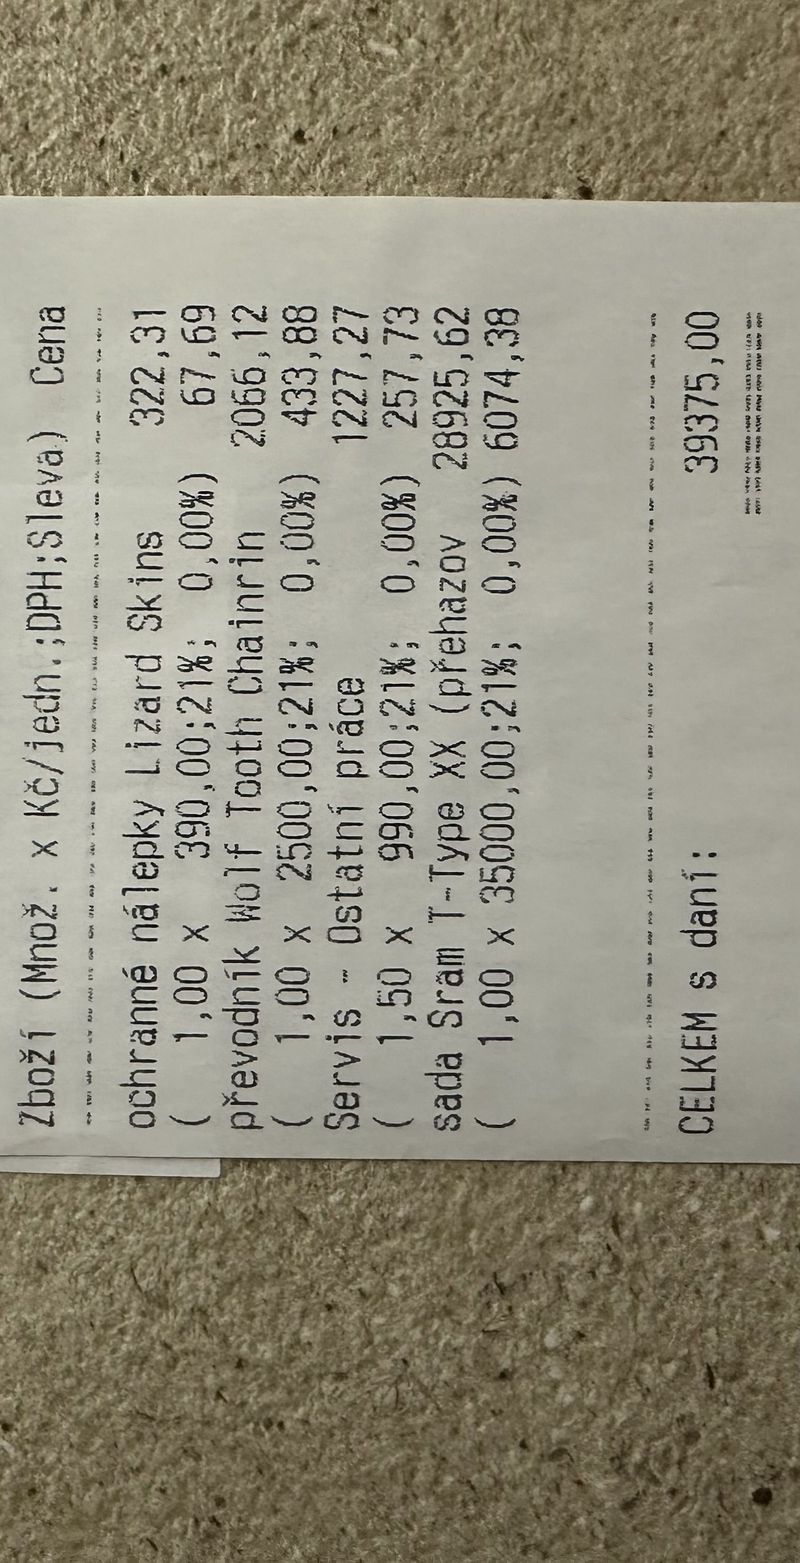 Zboží (Množ. x Kč/jedn.;DPH;Sleva) Cena
ochranné nálepky Lizard Skins 322,31
( 1,00 x 390,00;21%; 0,00%) 67,69
převodník Wolf Tooth Chainrin 2066,12
( 1,00 x 2500,00;21%; 0,00%) 433,88
Servis - Ostatní práce 1227,27
( 1,50 x 990,00;21%; 0,00%) 257,73
sada Sram T-Type XX (přehazov 28925,62
( 1,00 x 35000,00;21%; 0,00%) 6074,38
CELKEM s daní: 39375,00